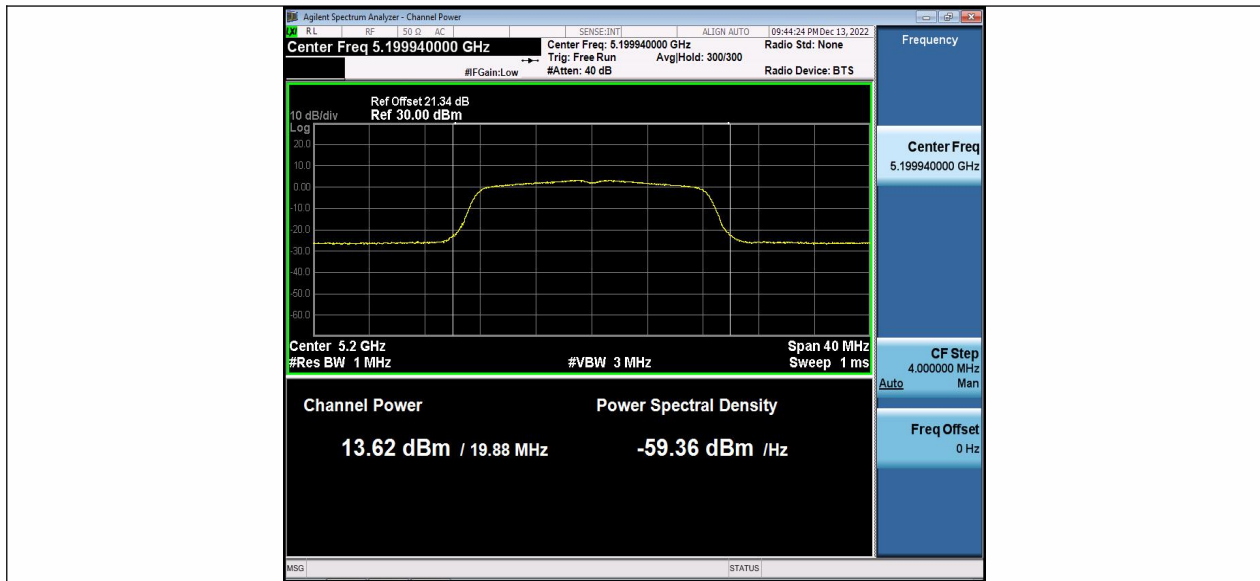 Agilent Spectrum Analyzer - Channel Power
RL RF 50 Ω AC SENSE:INT ALIGN AUTO 09:44:24 PM Dec 13, 2022
Center Freq 5.199940000 GHz Center Freq: 5.199940000 GHz Radio Std: None
Trig: Free Run Avg|Hold: 300/300
#IFGain:Low #Atten: 40 dB Radio Device: BTS
Frequency
Ref Offset 21.34 dB
10 dB/div Ref 30.00 dBm
Log
20.0
10.0
0.00
-10.0
-20.0
-30.0
-40.0
-50.0
-60.0
Center 5.2 GHz Span 40 MHz
#Res BW 1 MHz #VBW 3 MHz Sweep 1 ms
Channel Power Power Spectral Density
13.62 dBm / 19.88 MHz -59.36 dBm /Hz
Center Freq
5.199940000 GHz
CF Step
4.000000 MHz
Auto Man
Freq Offset
0 Hz
MSG STATUS